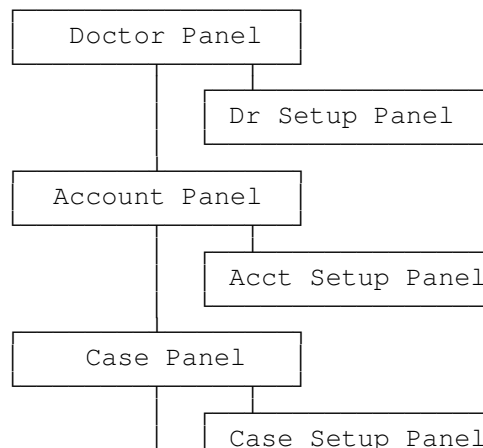 Doctor Panel
Dr Setup Panel
Account Panel
Acct Setup Panel
Case Panel
Case Setup Panel